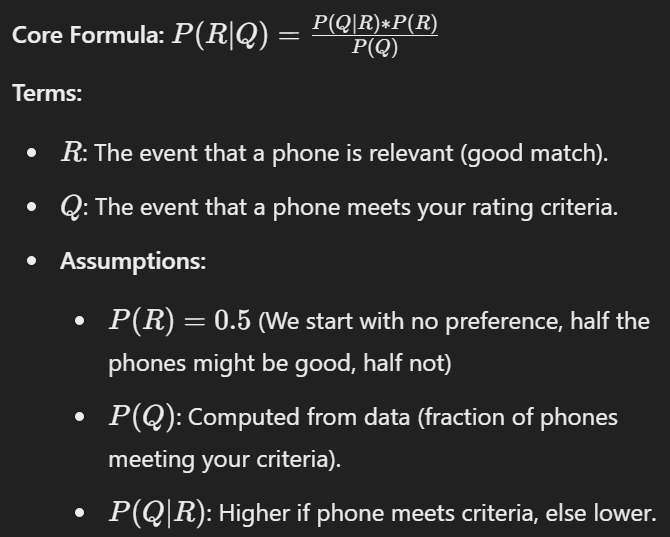 Core Formula: P(R|Q) = P(Q|R)*P(R) / P(Q)
Terms:
• R: The event that a phone is relevant (good match).
• Q: The event that a phone meets your rating criteria.
• Assumptions:
• P(R) = 0.5 (We start with no preference, half the
phones might be good, half not)
• P(Q): Computed from data (fraction of phones
meeting your criteria).
• P(Q|R): Higher if phone meets criteria, else lower.